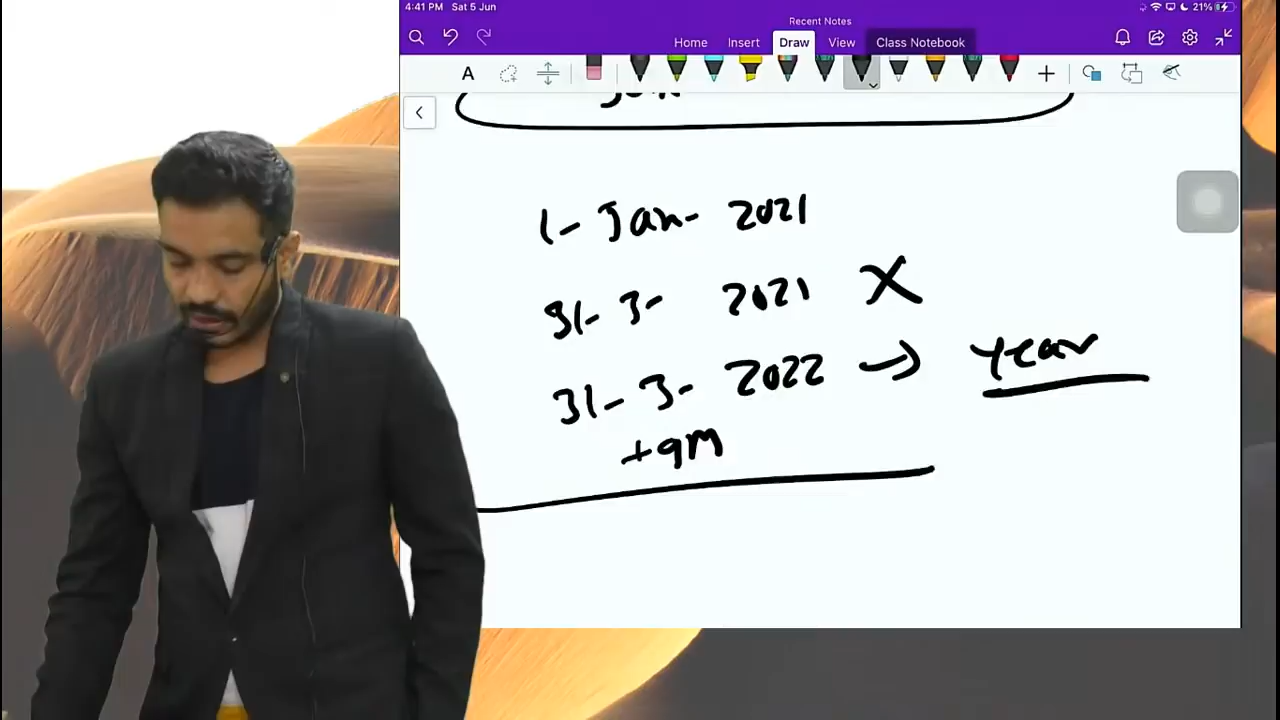 4:41 PM Sat 5 Jun
21%
Recent Notes
Home Insert Draw View Class Notebook
A
1- Jan- 2021
31- 3- 2021 X
31- 3- 2022 → year
+9M